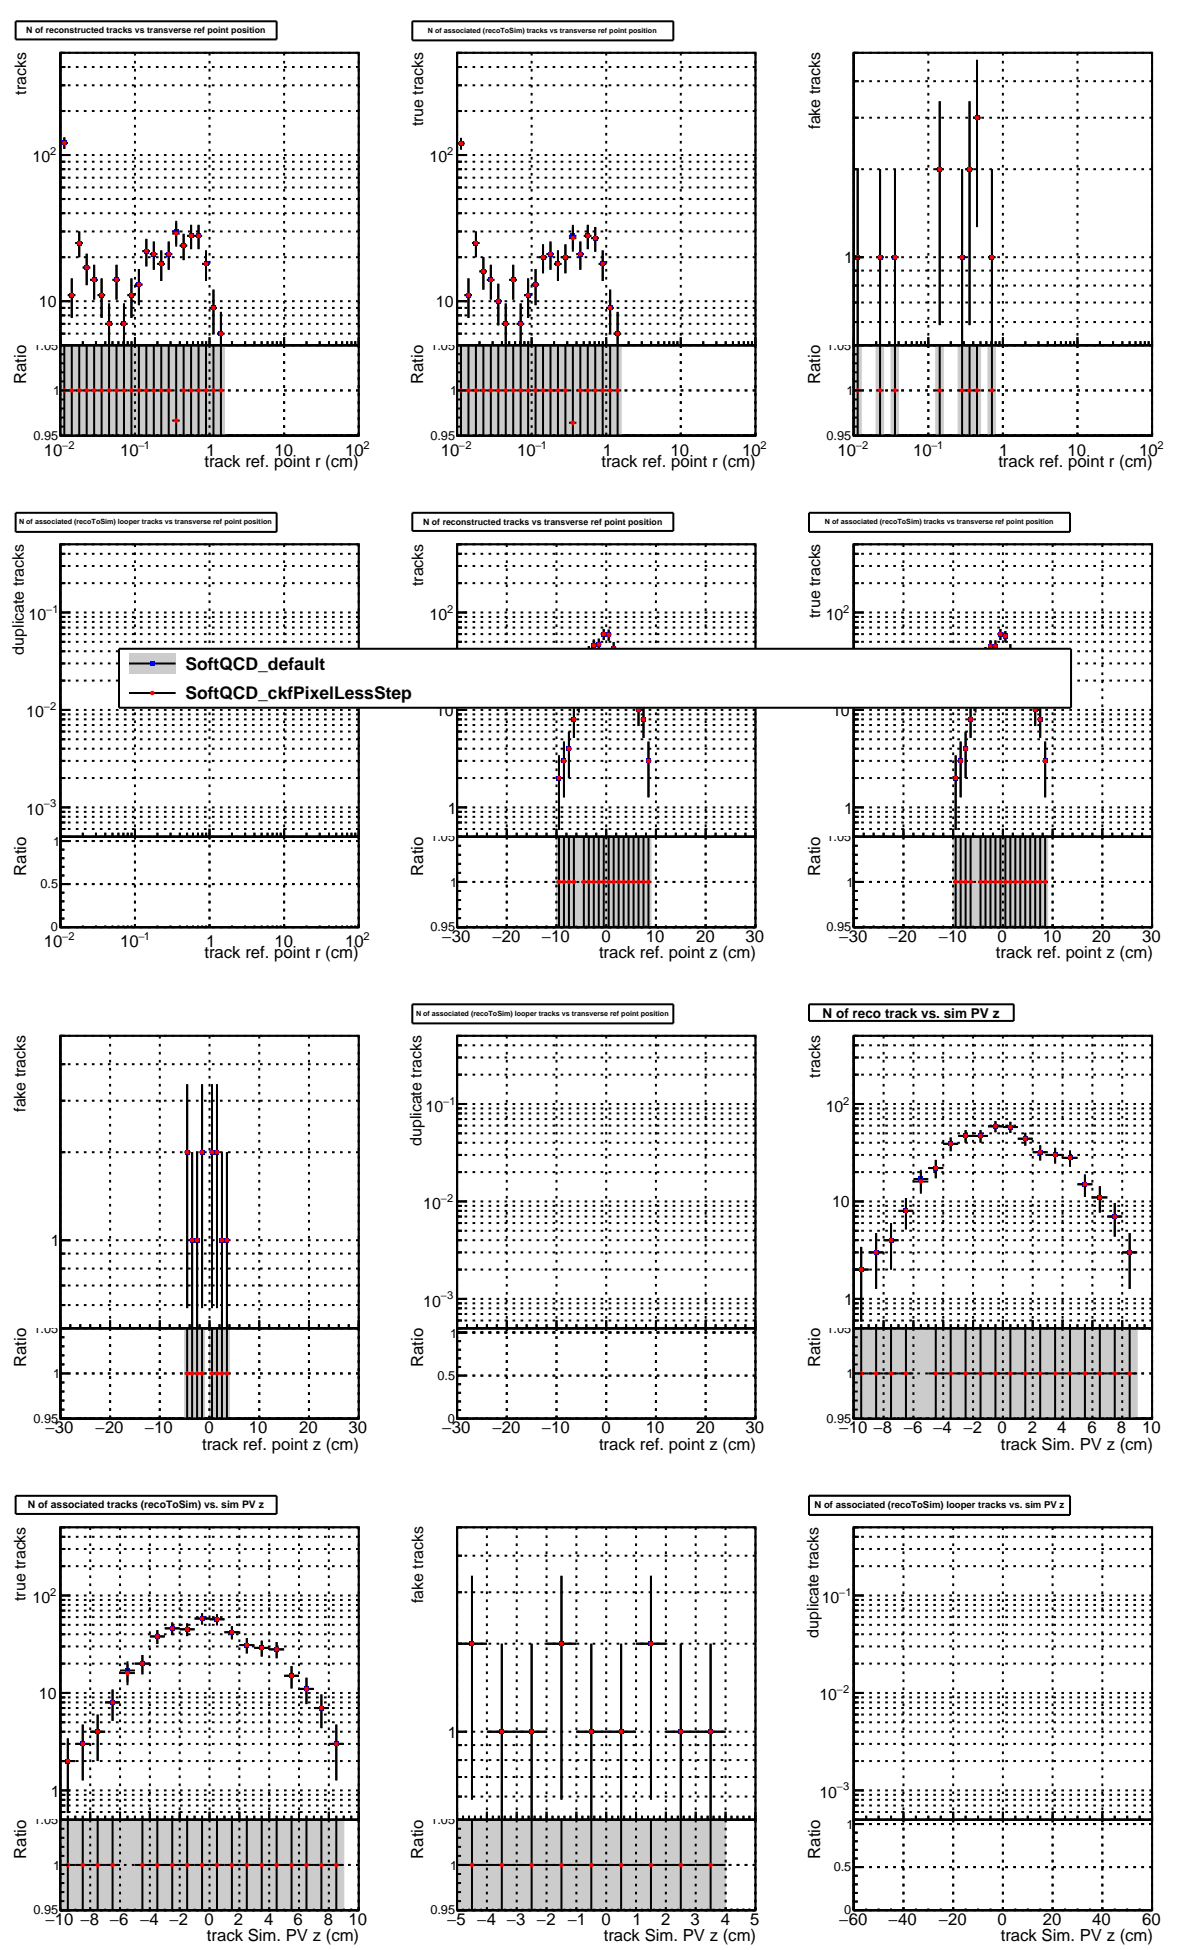 N of reconstructed tracks vs transverse ref point position
tracks
10²
10
1.05
Ratio
1
0.95
10⁻² 10⁻¹ 1 10 10²
track ref. point r (cm)
N of associated (recoToSim) tracks vs transverse ref point position
true tracks
10²
10
1.05
Ratio
1
0.95
10⁻² 10⁻¹ 1 10 10²
track ref. point r (cm)
fake tracks
1
1.05
Ratio
1
0.95
10⁻² 10⁻¹ 1 10 10²
track ref. point r (cm)
N of associated (recoToSim) looper tracks vs transverse ref point position
duplicate tracks
10⁻¹
10⁻²
10⁻³
Ratio
1
0.5
0
10⁻² 10⁻¹ 1 10 10²
track ref. point r (cm)
N of reconstructed tracks vs transverse ref point position
tracks
10²
10
1
1.05
Ratio
1
0.95
−30 −20 −10 0 10 20 30
track ref. point z (cm)
N of associated (recoToSim) tracks vs transverse ref point position
true tracks
10²
10
1
1.05
Ratio
1
0.95
−30 −20 −10 0 10 20 30
track ref. point z (cm)
SoftQCD_default
SoftQCD_ckfPixelLessStep
fake tracks
1
1.05
Ratio
1
0.95
−30 −20 −10 0 10 20 30
track ref. point z (cm)
N of associated (recoToSim) looper tracks vs transverse ref point position
duplicate tracks
10⁻¹
10⁻²
10⁻³
Ratio
1
0.5
0
−30 −20 −10 0 10 20 30
track ref. point z (cm)
N of reco track vs. sim PV z
tracks
10²
10
1
1.05
Ratio
1
0.95
−10 −8 −6 −4 −2 0 2 4 6 8 10
track Sim. PV z (cm)
N of associated tracks (recoToSim) vs. sim PV z
true tracks
10²
10
1
1.05
Ratio
1
0.95
−10 −8 −6 −4 −2 0 2 4 6 8 10
track Sim. PV z (cm)
fake tracks
1
1.05
Ratio
1
0.95
−5 −4 −3 −2 −1 0 1 2 3 4 5
track Sim. PV z (cm)
N of associated (recoToSim) looper tracks vs. sim PV z
duplicate tracks
10⁻¹
10⁻²
10⁻³
Ratio
1
0.5
0
−60 −40 −20 0 20 40 60
track Sim. PV z (cm)